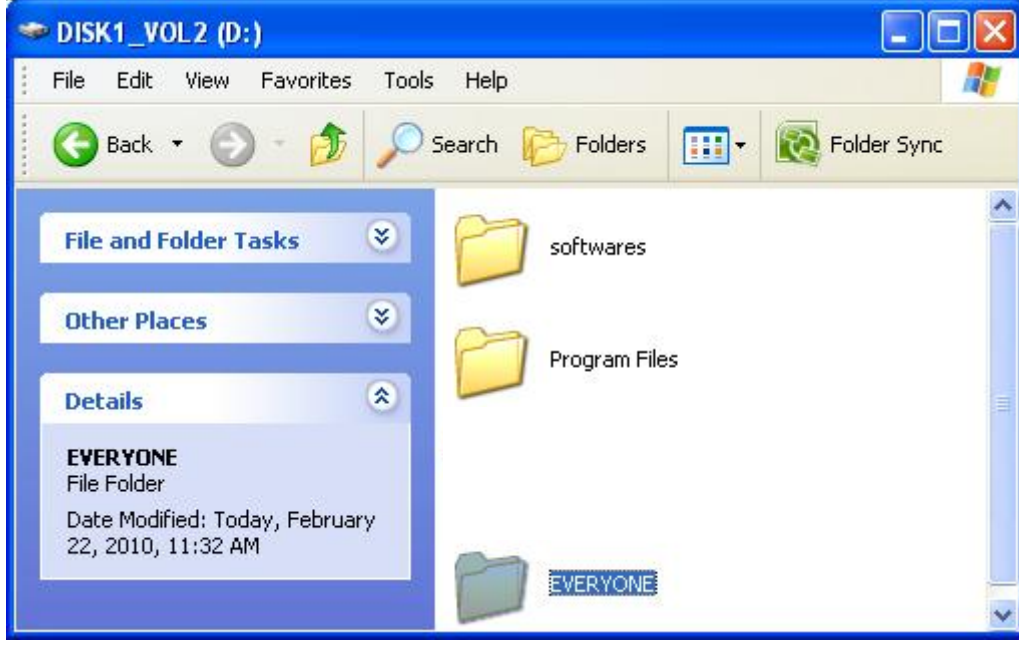 DISK1_VOL2 (D:)
File Edit View Favorites Tools Help
Back Search Folders Folder Sync
File and Folder Tasks
Other Places
Details
EVERYONE
File Folder
Date Modified: Today, February
22, 2010, 11:32 AM
softwares
Program Files
EVERYONE